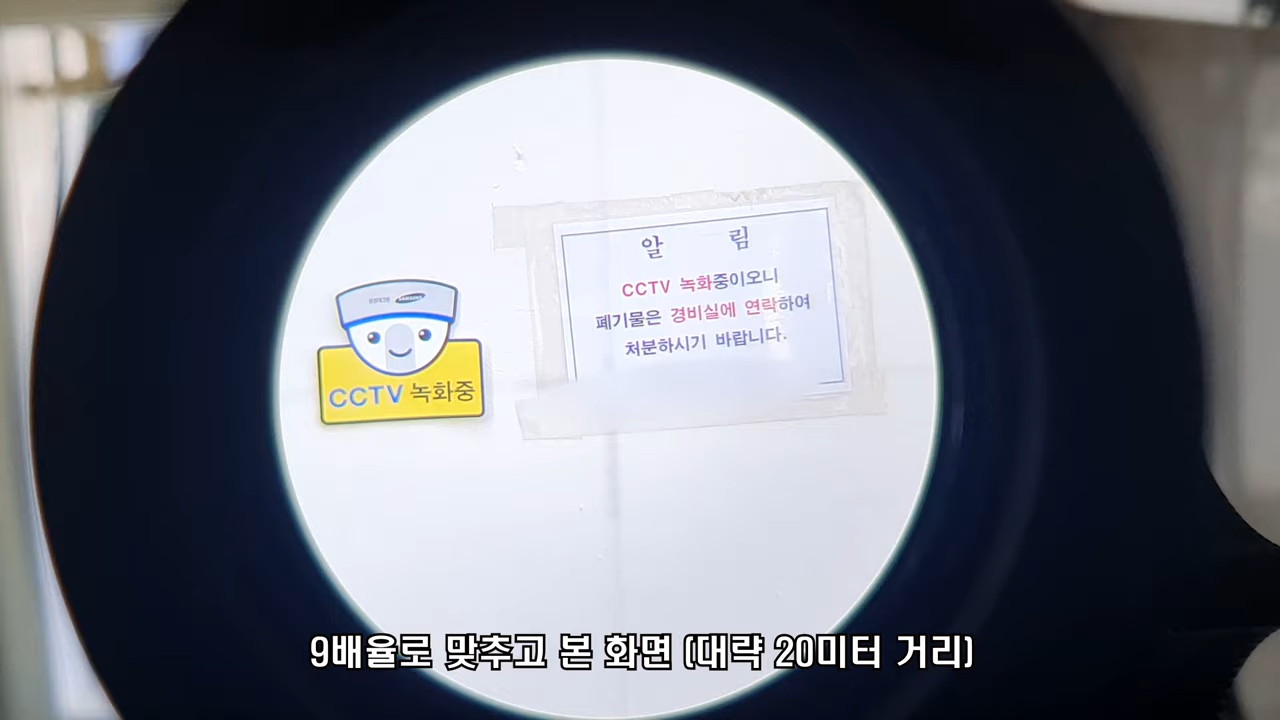 알 림
CCTV 녹화중이오니
폐기물은 경비실에 연락하여
처분하시기 바랍니다.
SAMSUNG
CCTV 녹화중
9배율로 맞추고 본 화면 (대략 20미터 거리)